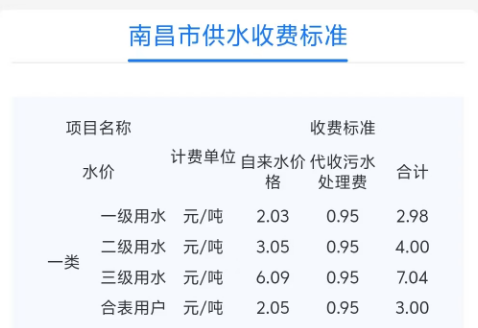 南昌市供水收费标准
项目名称 计费单位 收费标准
水价 自来水价格 代收污水处理费 合计
一类
一级用水 元/吨 2.03 0.95 2.98
二级用水 元/吨 3.05 0.95 4.00
三级用水 元/吨 6.09 0.95 7.04
合表用户 元/吨 2.05 0.95 3.00